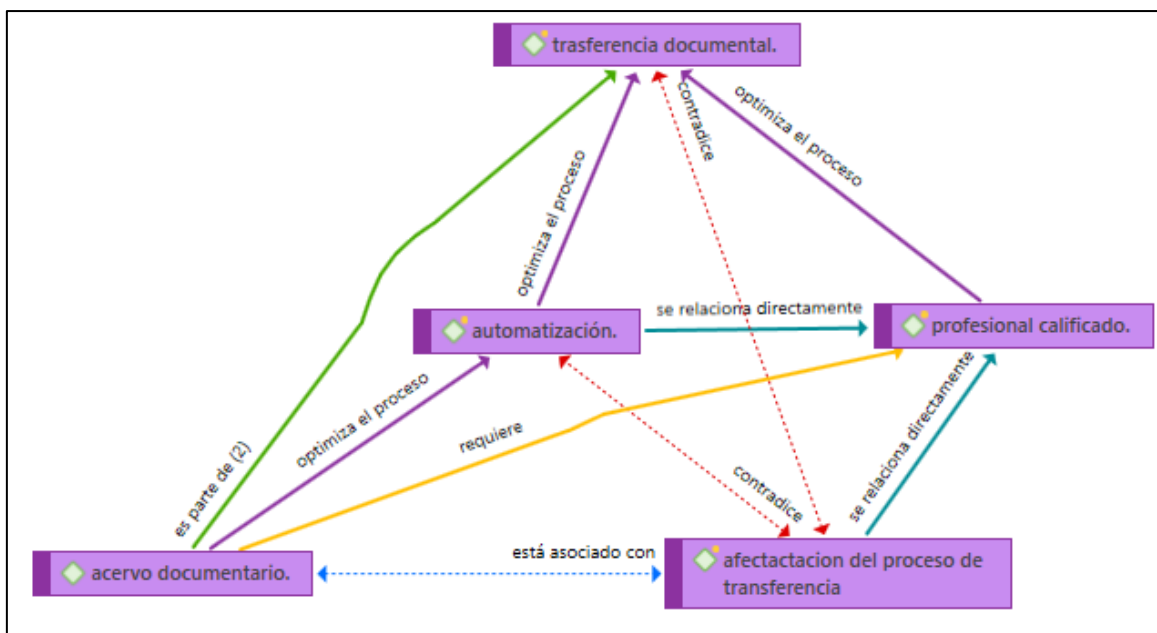 trasferencia documental.
contradice
optimiza el proceso
optimiza el proceso
se relaciona directamente
automatización.
profesional calificado.
optimiza el proceso
requiere
se relaciona directamente
es parte de (2)
contradice
está asociado con
acervo documentario.
afectactacion del proceso de
transferencia